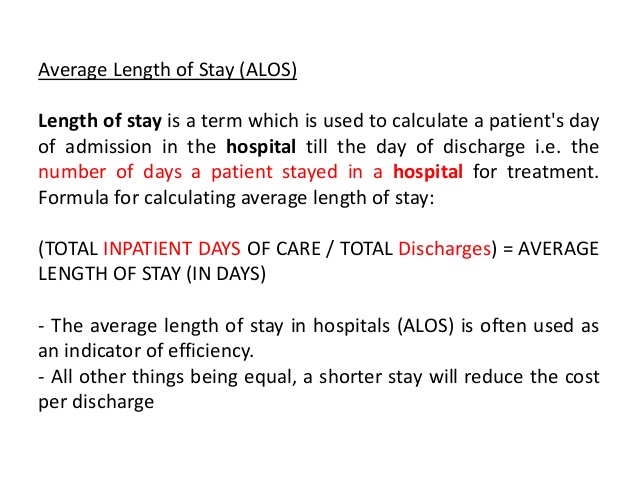 Average Length of Stay (ALOS)
Length of stay is a term which is used to calculate a patient's day
of admission in the hospital till the day of discharge i.e. the
number of days a patient stayed in a hospital for treatment.
Formula for calculating average length of stay:
(TOTAL INPATIENT DAYS OF CARE / TOTAL Discharges) = AVERAGE
LENGTH OF STAY (IN DAYS)
- The average length of stay in hospitals (ALOS) is often used as
an indicator of efficiency.
- All other things being equal, a shorter stay will reduce the cost
per discharge